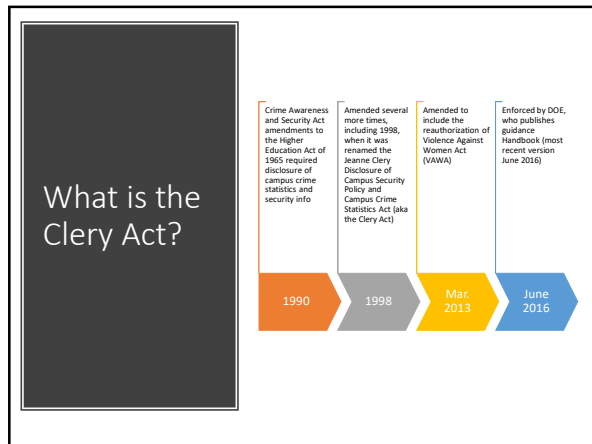 What is the
Clery Act?
Crime Awareness
and Security Act
amendments to
the Higher
Education Act of
1965 required
disclosure of
campus crime
statistics and
security info
Amended several
more times,
including 1998,
when it was
renamed the
Jeanne Clery
Disclosure of
Campus Security
Policy and
Campus Crime
Statistics Act (aka
the Clery Act)
Amended to
include the
reauthorization of
Violence Against
Women Act
(VAWA)
Enforced by DOE,
who publishes
guidance
Handbook (most
recent version
June 2016)
1990
1998
Mar.
2013
June
2016